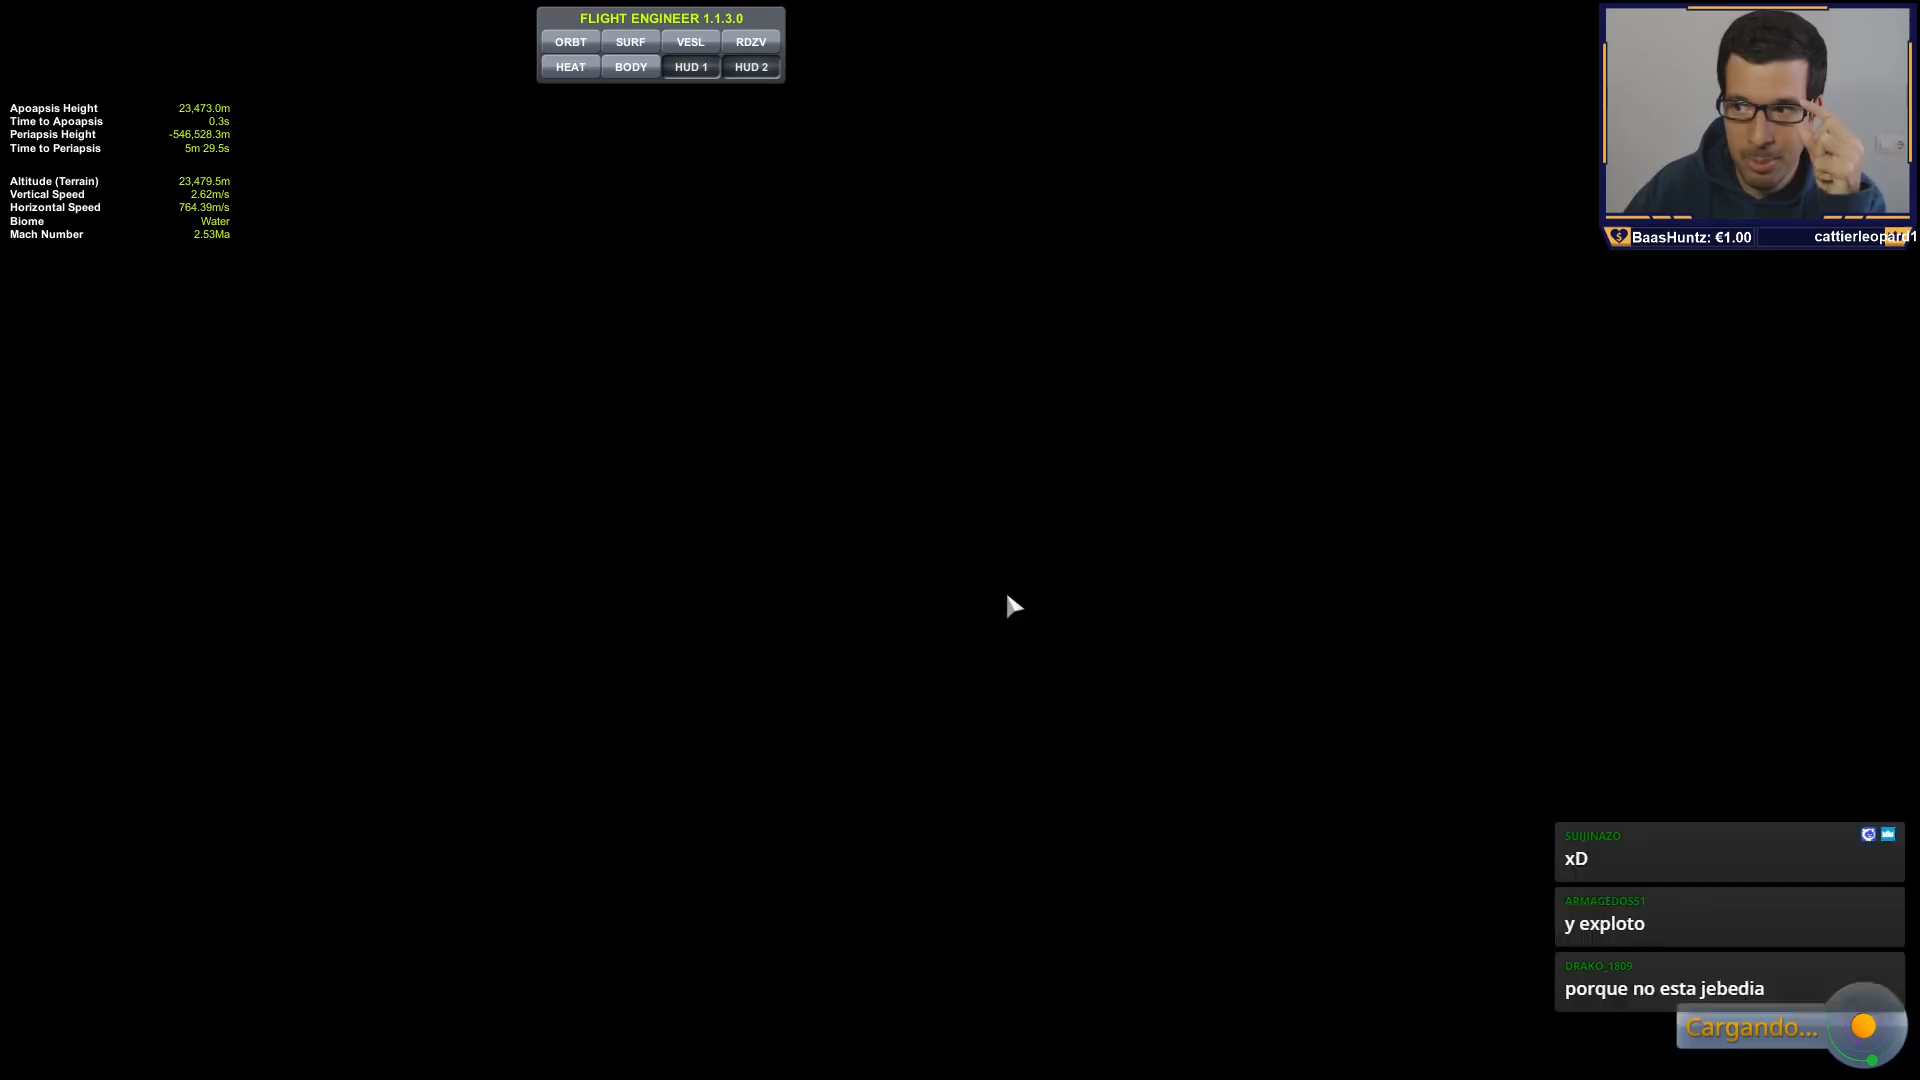 FLIGHT ENGINEER 1.1.3.0
ORBT SURF VESL RDZV
HEAT BODY HUD 1 HUD 2
Apoapsis Height 23,473.0m
Time to Apoapsis 0.3s
Periapsis Height -546,528.3m
Time to Periapsis 5m 29.5s
Altitude (Terrain) 23,479.5m
Vertical Speed 2.62m/s
Horizontal Speed 764.39m/s
Biome Water
Mach Number 2.53Ma
BaasHuntz: €1.00 cattierleopard1
SUIJINAZO
xD
ARMAGEDO551
y exploto
DRAKO_1809
porque no esta jebedia
Cargando...